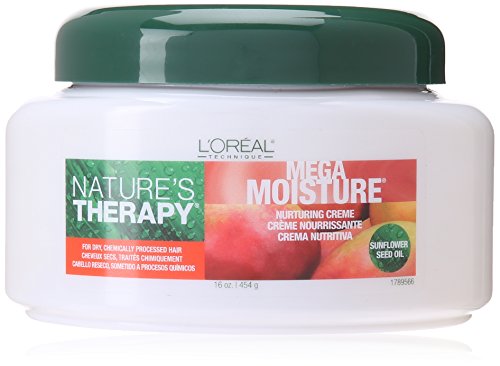 L'ORÉAL
TECHNIQUE
NATURE'S
THERAPY®
FOR DRY, CHEMICALLY PROCESSED HAIR
CHEVEUX SECS, TRAITÉS CHIMIQUEMENT
CABELLO RESECO, SOMETIDO A PROCESOS QUÍMICOS
MEGA
MOISTURE®
NURTURING CREME
CRÈME NOURRISSANTE
CREMA NUTRITIVA
SUNFLOWER
SEED OIL
16 oz. | 454 g
1789566